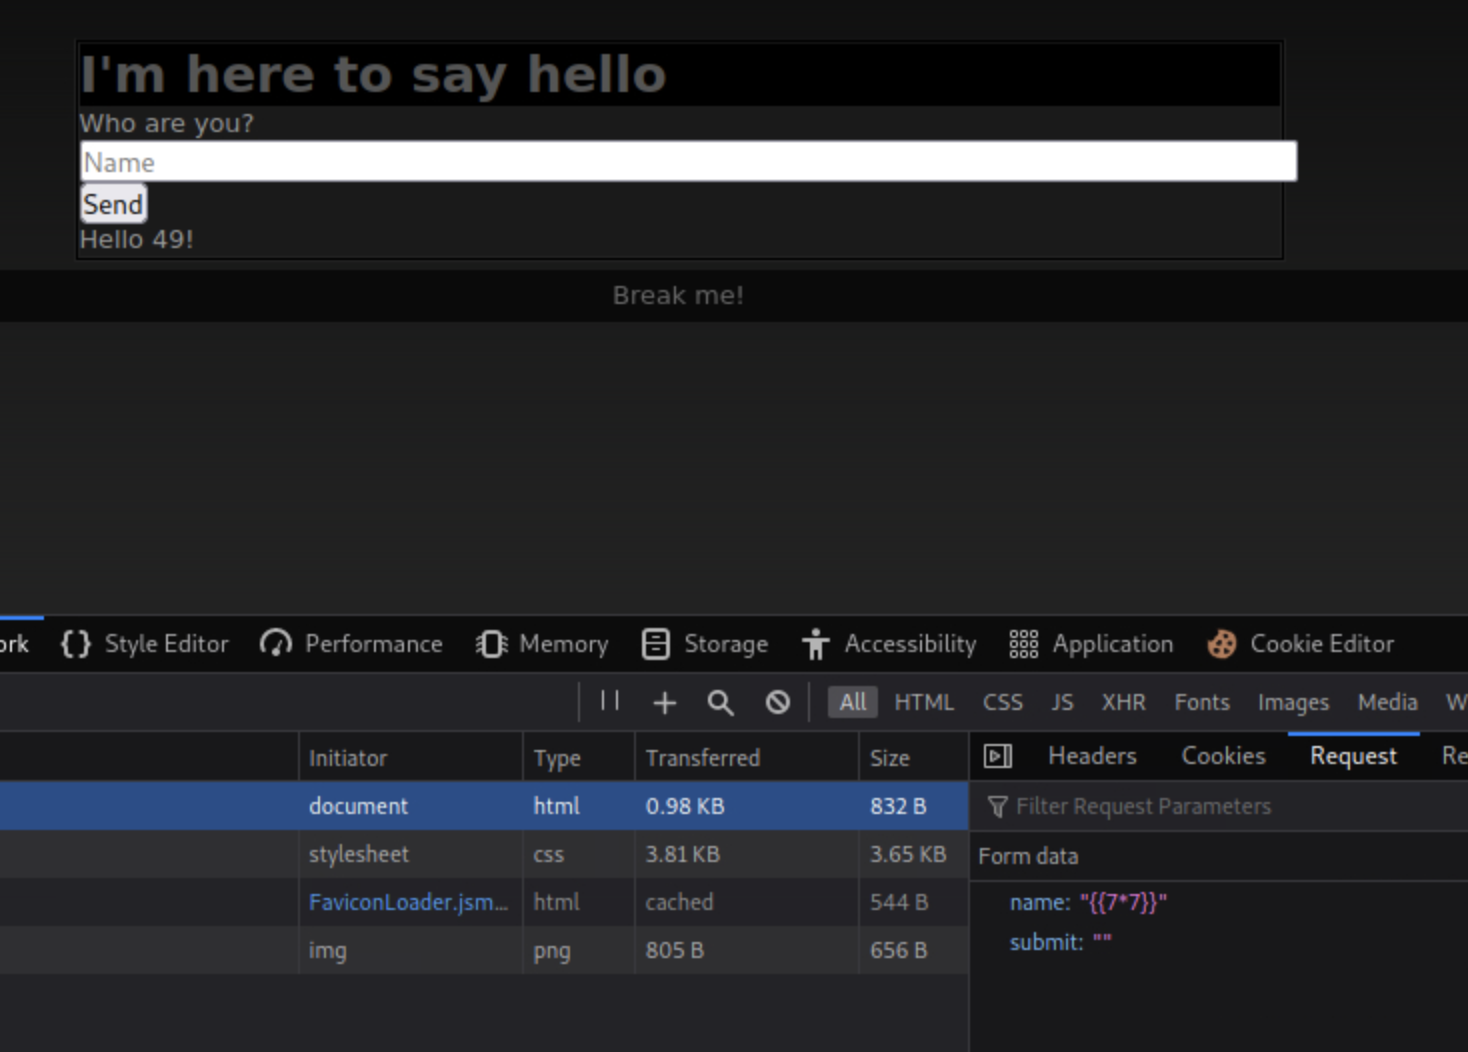 I'm here to say hello
Who are you?
Name
Send
Hello 49!
Break me!
ork {} Style Editor Performance Memory Storage Accessibility Application Cookie Editor
All HTML CSS JS XHR Fonts Images Media W
Initiator Type Transferred Size Headers Cookies Request Re
document html 0.98 KB 832 B Filter Request Parameters
stylesheet css 3.81 KB 3.65 KB Form data
FaviconLoader.jsm… html cached 544 B name: "{{7*7}}"
img png 805 B 656 B submit: ""